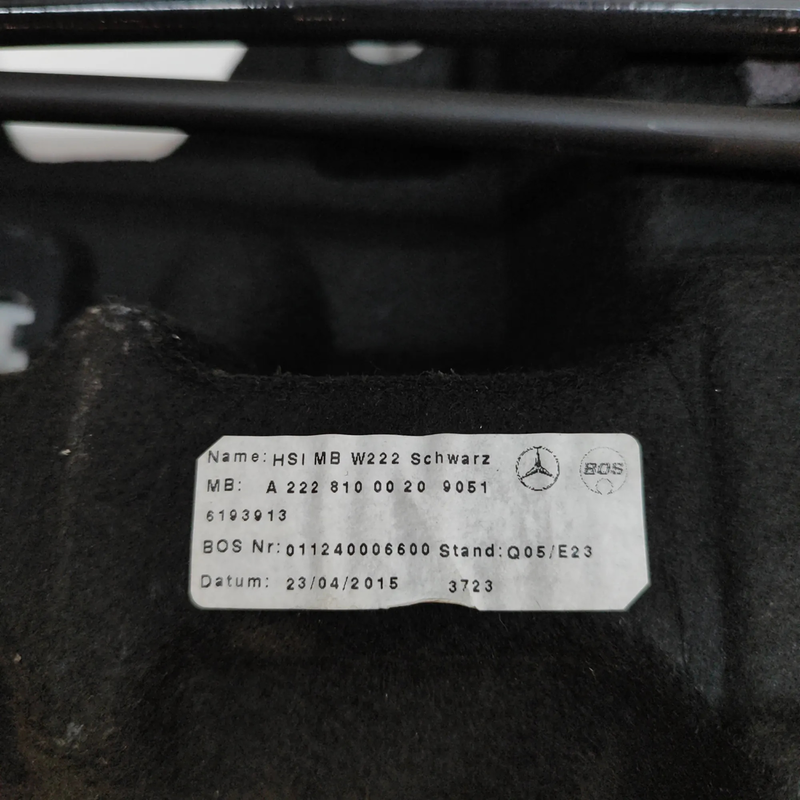 Name: HSI MB W222 Schwarz
BOS
MB: A 222 810 00 20 9051
6193913
BOS Nr: 011240006600 Stand: Q05/E23
Datum: 23/04/2015 3723